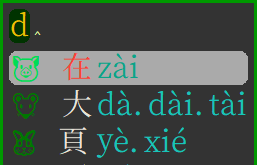 d‸
在 zài
大 dà. dài. tài
頁 yè. xié